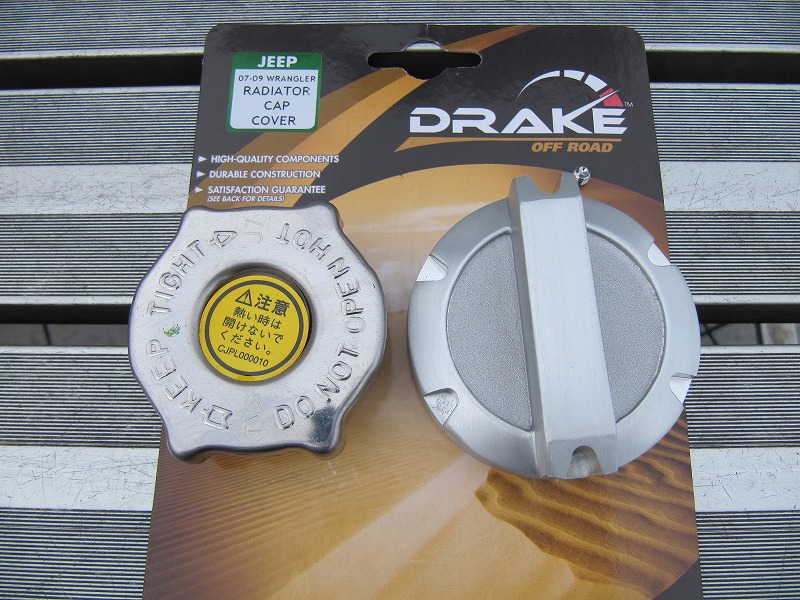 JEEP
07-09 WRANGLER
RADIATOR
CAP
COVER
DRAKE™
OFF ROAD
► HIGH-QUALITY COMPONENTS
► DURABLE CONSTRUCTION
► SATISFACTION GUARANTEE
(SEE BACK FOR DETAILS)
KEEP TIGHT
DO NOT OPEN HOT
⚠注意
熱い時は
開けないで
ください。
CJPL000010